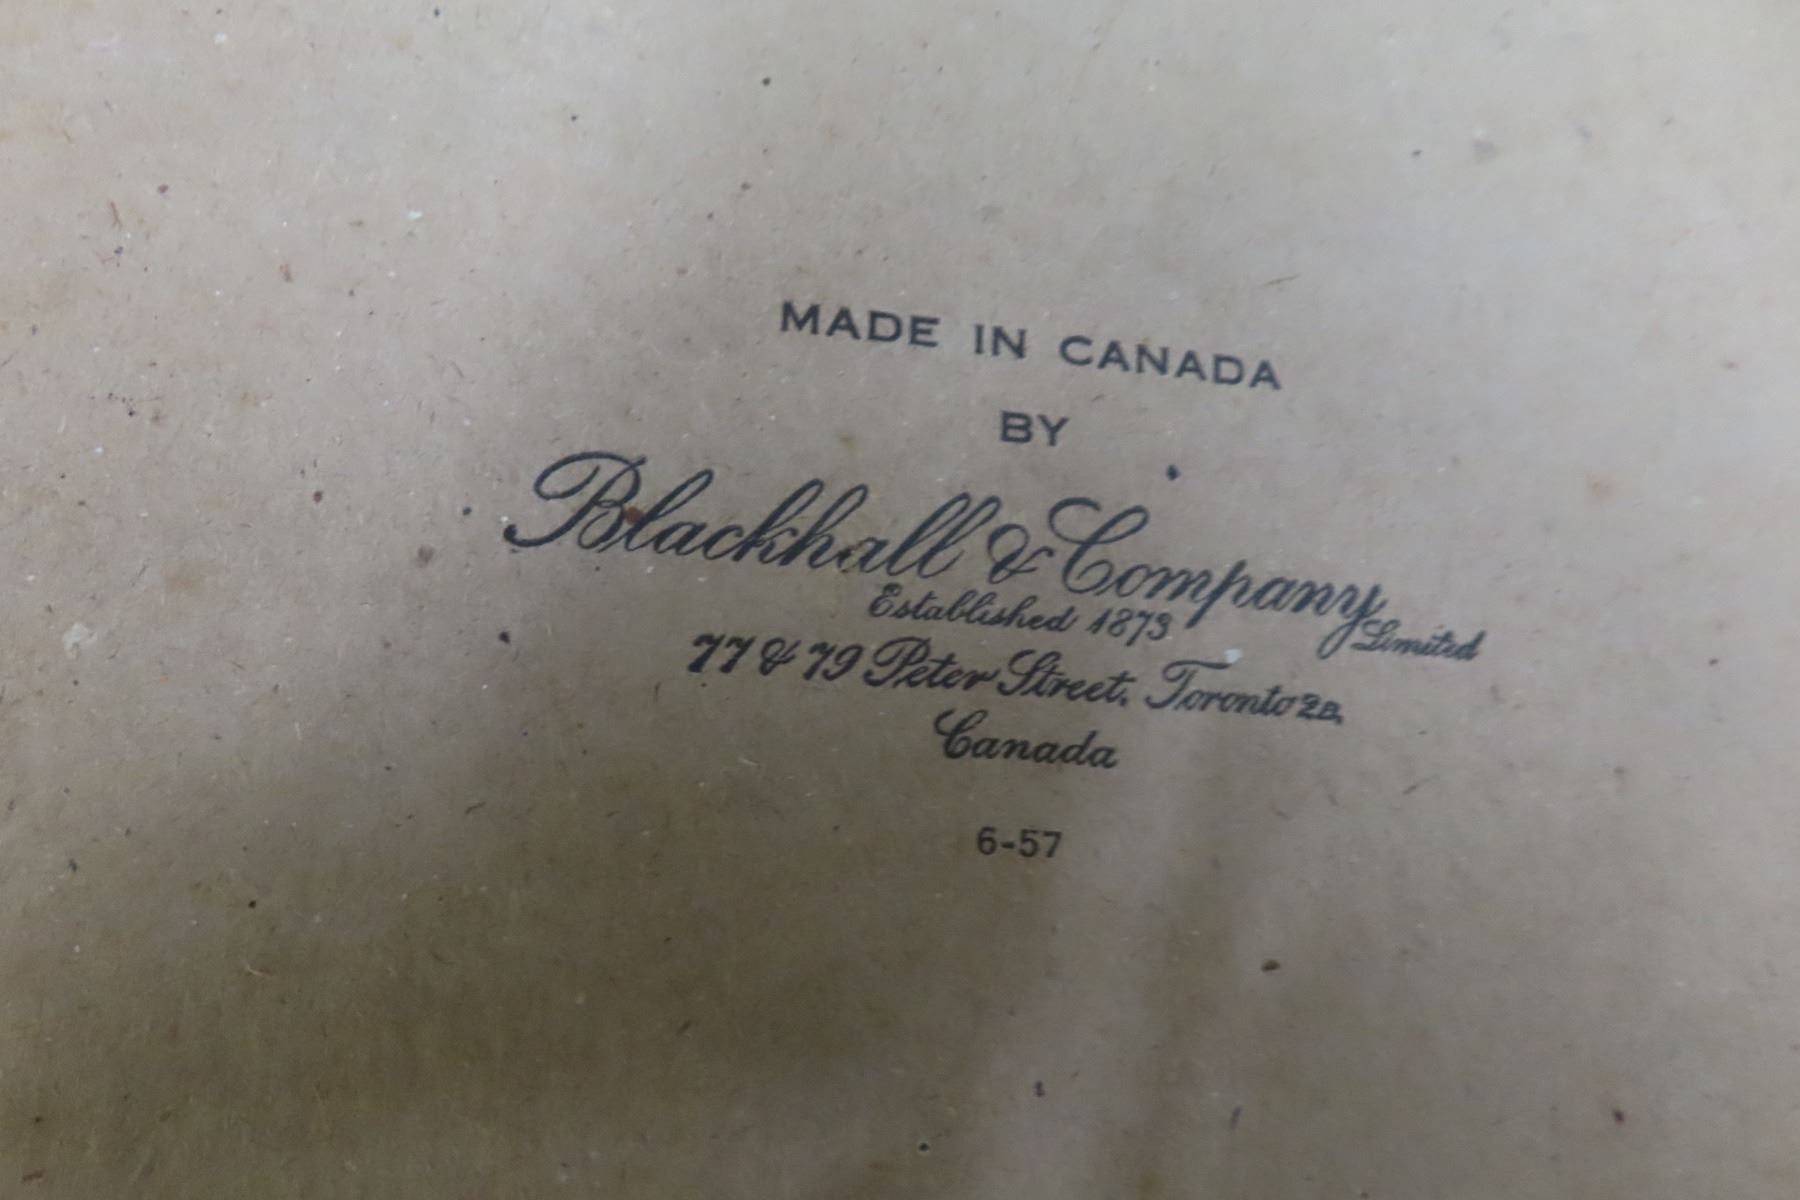 MADE IN CANADA
BY
Blackhall & Company Limited
Established 1873
77 & 79 Peter Street, Toronto 2B,
Canada
6-57